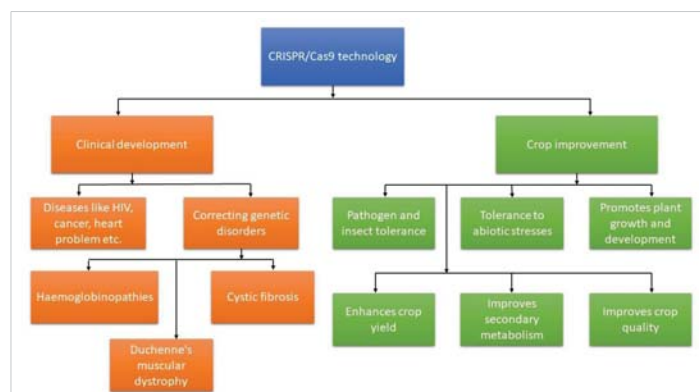 CRISPR/Cas9 technology
Clinical development
Crop improvement
Diseases like HIV,
cancer, heart
problem etc.
Correcting genetic
disorders
Pathogen and
insect tolerance
Tolerance to
abiotic stresses
Promotes plant
growth and
development
Haemoglobinopathies
Cystic fibrosis
Duchenne's
muscular
dystrophy
Enhances crop
yield
Improves
secondary
metabolism
Improves crop
quality